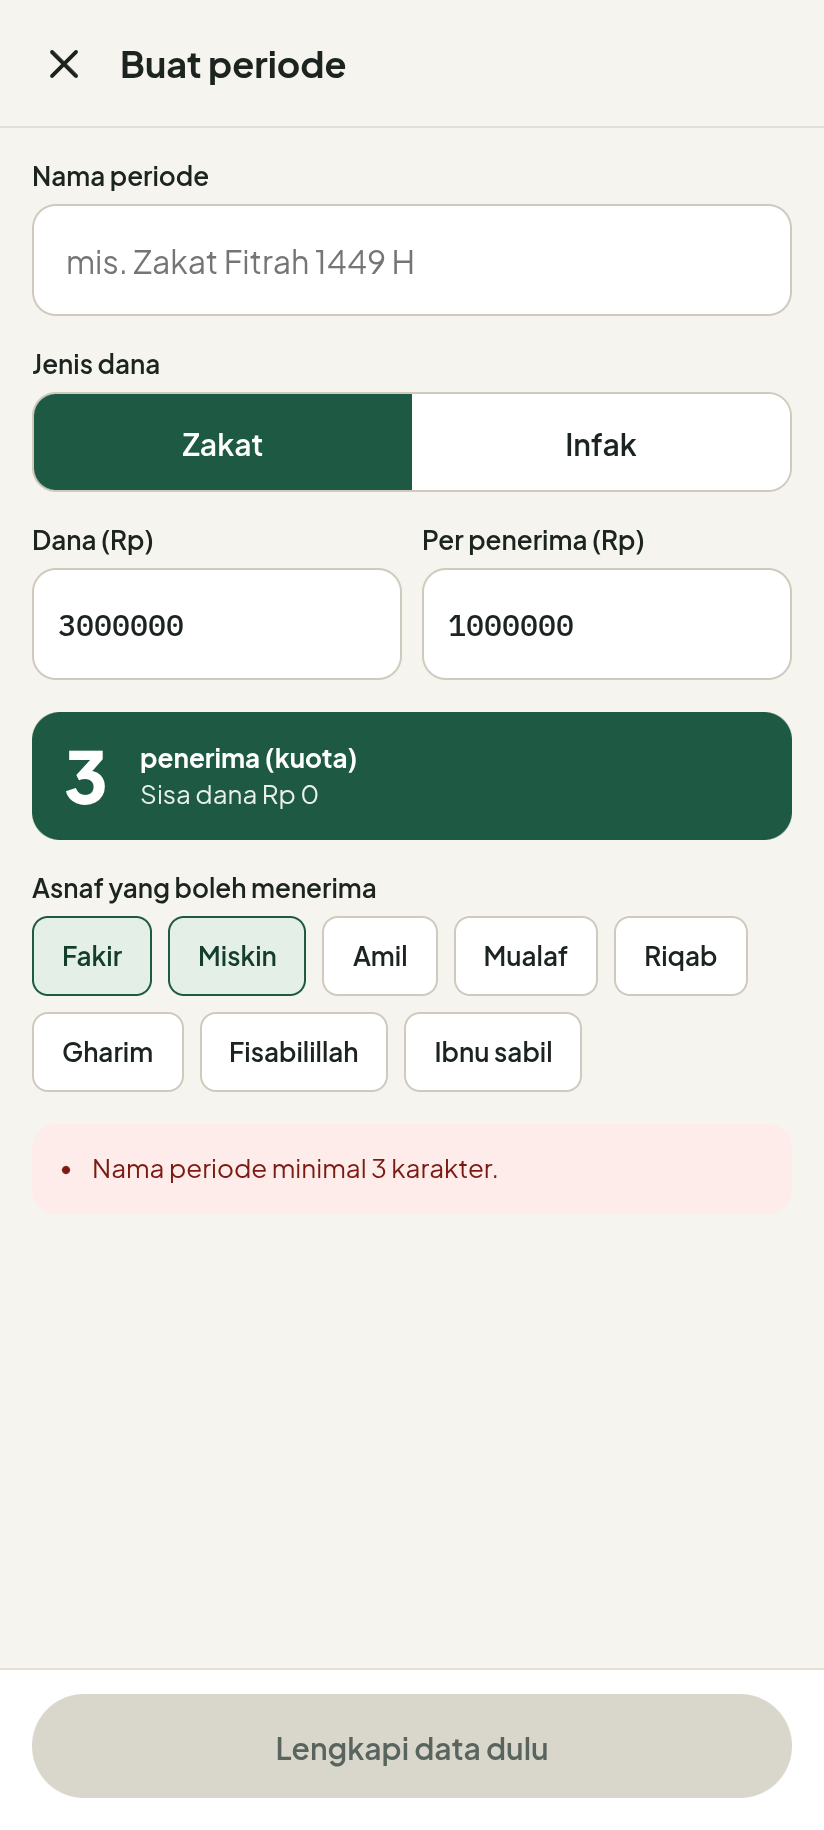 Buat periode
Nama periode
mis. Zakat Fitrah 1449 H
Jenis dana
Zakat
Infak
Dana (Rp)
Per penerima (Rp)
3000000
1000000
3
penerima (kuota)
Sisa dana Rp 0
Asnaf yang boleh menerima
Fakir
Miskin
Amil
Mualaf
Riqab
Gharim
Fisabilillah
Ibnu sabil
• Nama periode minimal 3 karakter.
Lengkapi data dulu